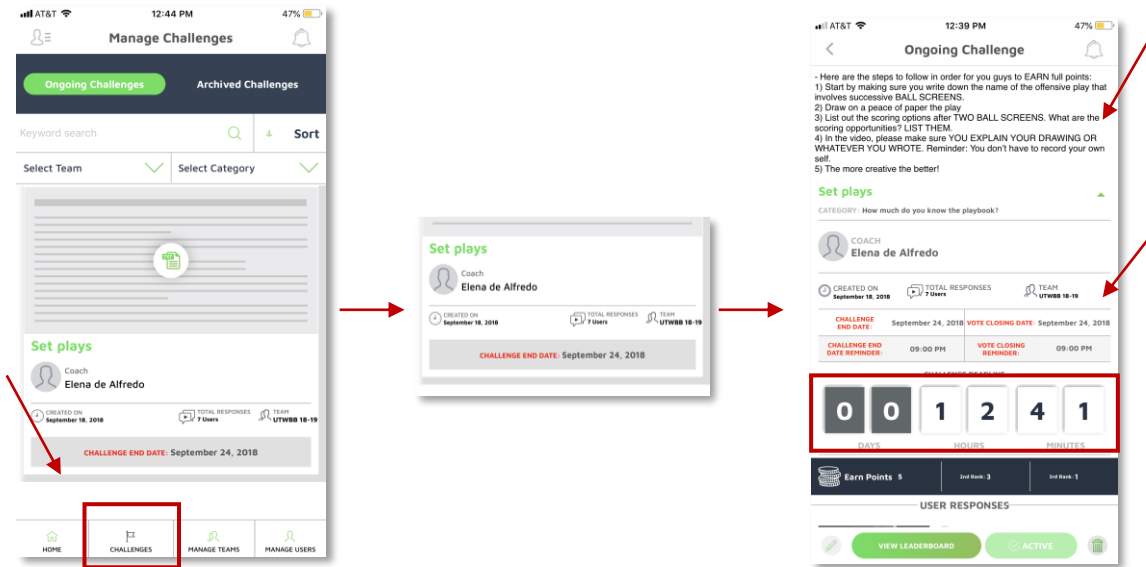 AT&T 12:44 PM 47%
Manage Challenges
Ongoing Challenges Archived Challenges
Keyword search Sort
Select Team Select Category
TXT
Set plays
Coach
Elena de Alfredo
CREATED ON
September 18, 2018
TOTAL RESPONSES
7 Users
TEAM
UTWBB 18-19
CHALLENGE END DATE: September 24, 2018
HOME CHALLENGES MANAGE TEAMS MANAGE USERS
Set plays
Coach
Elena de Alfredo
CREATED ON
September 18, 2018
TOTAL RESPONSES
7 Users
TEAM
UTWBB 18-19
CHALLENGE END DATE: September 24, 2018
AT&T 12:39 PM 47%
Ongoing Challenge
- Here are the steps to follow in order for you guys to EARN full points:
1) Start by making sure you write down the name of the offensive play that
involves successive BALL SCREENS.
2) Draw on a peace of paper the play
3) List out the scoring options after TWO BALL SCREENS. What are the
scoring opportunities? LIST THEM.
4) In the video, please make sure YOU EXPLAIN YOUR DRAWING OR
WHATEVER YOU WROTE. Reminder: You don't have to record your own
self.
5) The more creative the better!
Set plays
CATEGORY: How much do you know the playbook?
COACH
Elena de Alfredo
CREATED ON
September 18, 2018
TOTAL RESPONSES
7 Users
TEAM
UTWBB 18-19
CHALLENGE
END DATE: September 24, 2018 VOTE CLOSING DATE: September 24, 2018
CHALLENGE END
DATE REMINDER: 09:00 PM
VOTE CLOSING
REMINDER: 09:00 PM
CHALLENGE DEADLINE
0 0 1 2 4 1
DAYS HOURS MINUTES
Earn Points 5 2nd Rank: 3 3rd Rank: 1
USER RESPONSES
VIEW LEADERBOARD ACTIVE